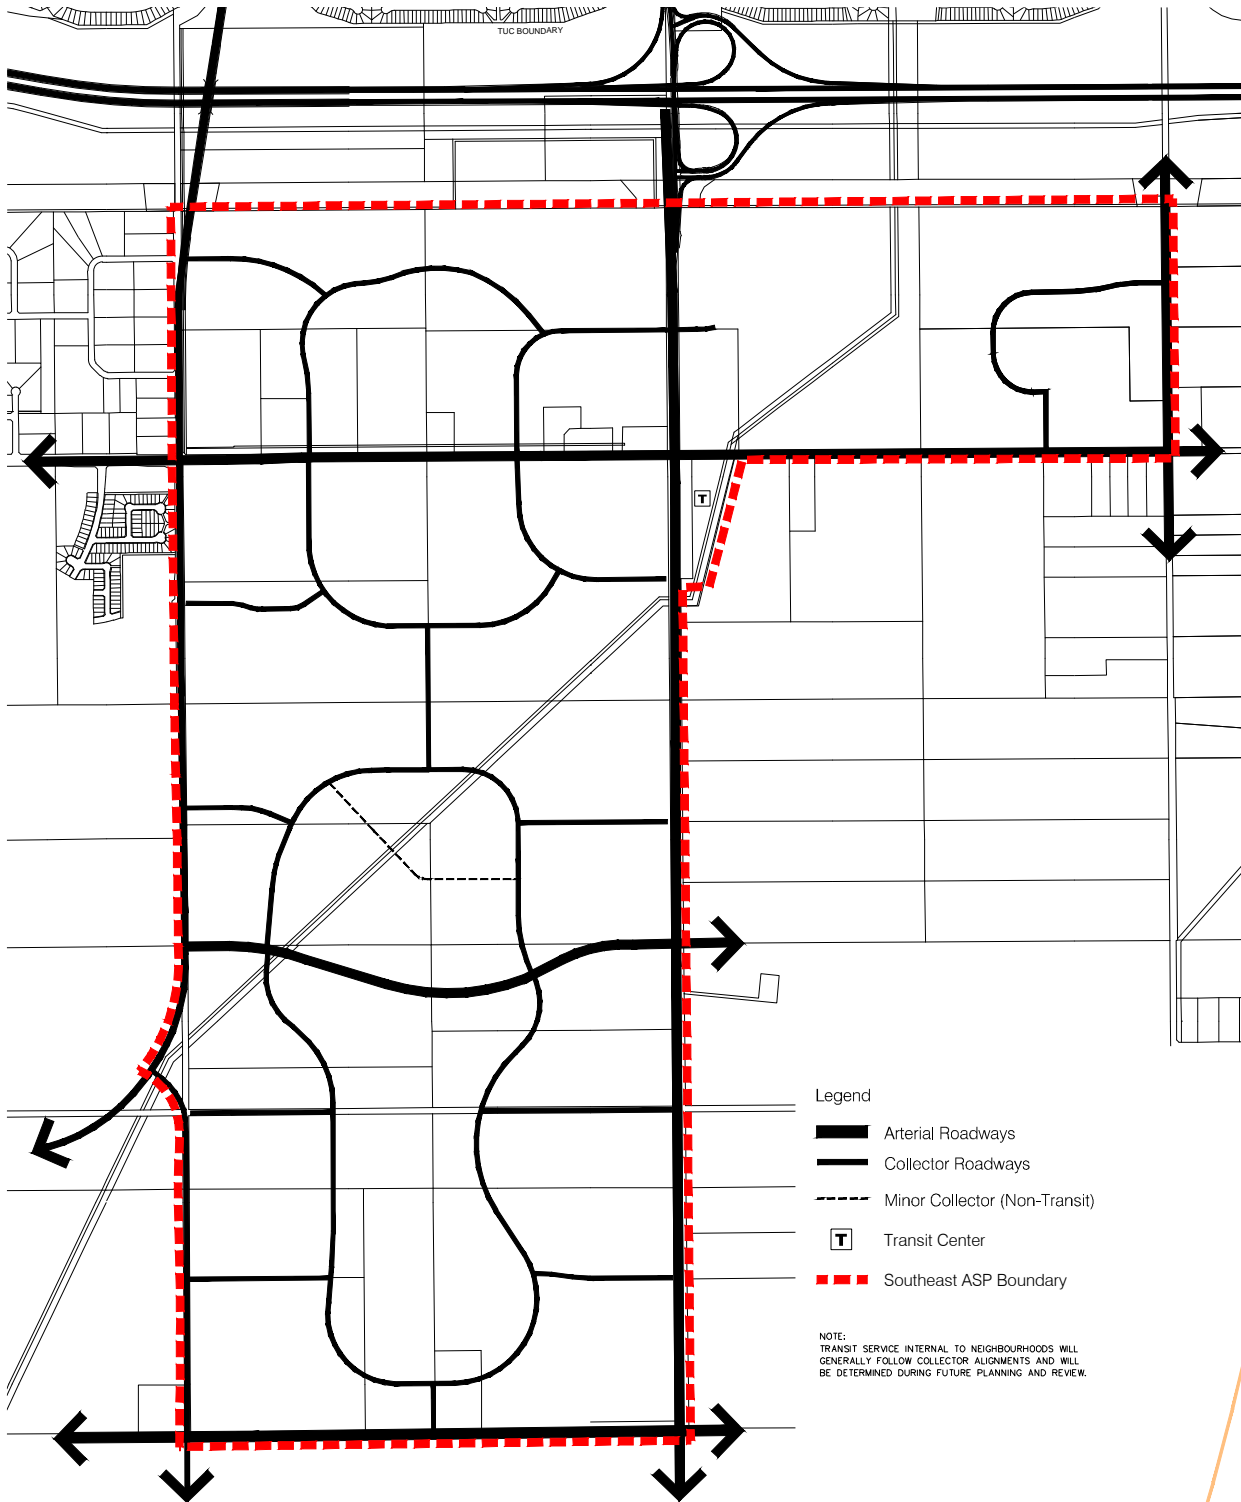 TUC BOUNDARY
T
Legend
Arterial Roadways
Collector Roadways
Minor Collector (Non-Transit)
T
Transit Center
Southeast ASP Boundary
NOTE:
TRANSIT SERVICE INTERNAL TO NEIGHBOURHOODS WILL
GENERALLY FOLLOW COLLECTOR ALIGNMENTS AND WILL
BE DETERMINED DURING FUTURE PLANNING AND REVIEW.